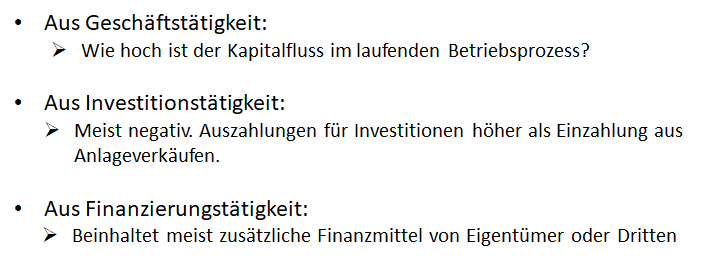 • Aus Geschäftstätigkeit:
➢ Wie hoch ist der Kapitalfluss im laufenden Betriebsprozess?
• Aus Investitionstätigkeit:
➢ Meist negativ. Auszahlungen für Investitionen höher als Einzahlung aus
Anlageverkäufen.
• Aus Finanzierungstätigkeit:
➢ Beinhaltet meist zusätzliche Finanzmittel von Eigentümer oder Dritten